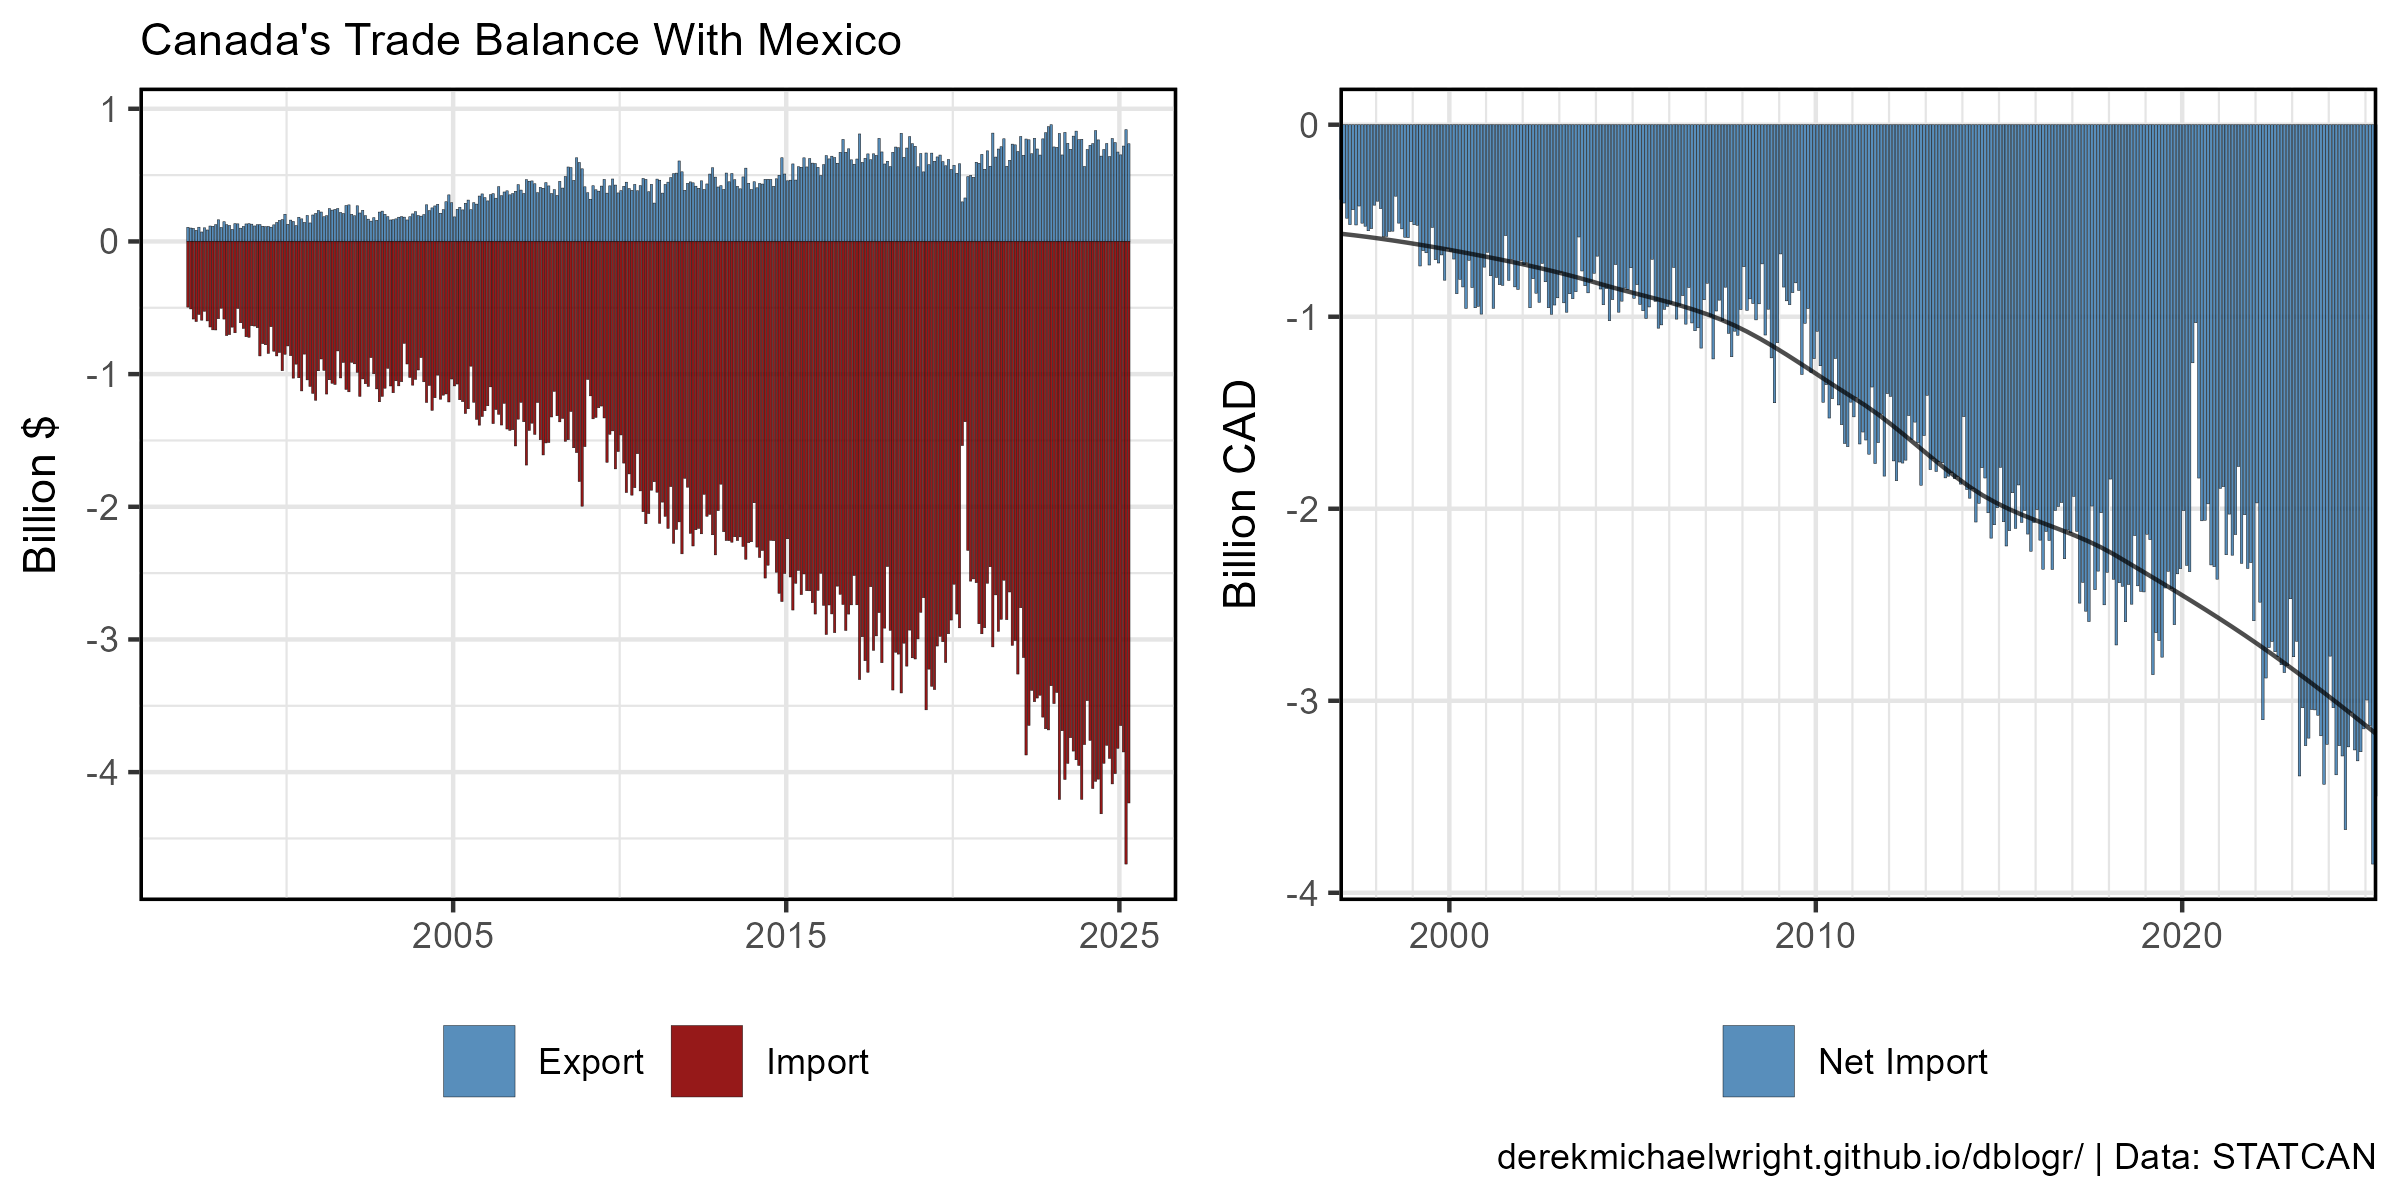 Canada's Trade Balance With Mexico
Billion $
1
0
-1
-2
-3
-4
2005
2015
2025
Export
Import
Billion CAD
0
-1
-2
-3
-4
2000
2010
2020
Net Import
derekmichaelwright.github.io/dblogr/ | Data: STATCAN